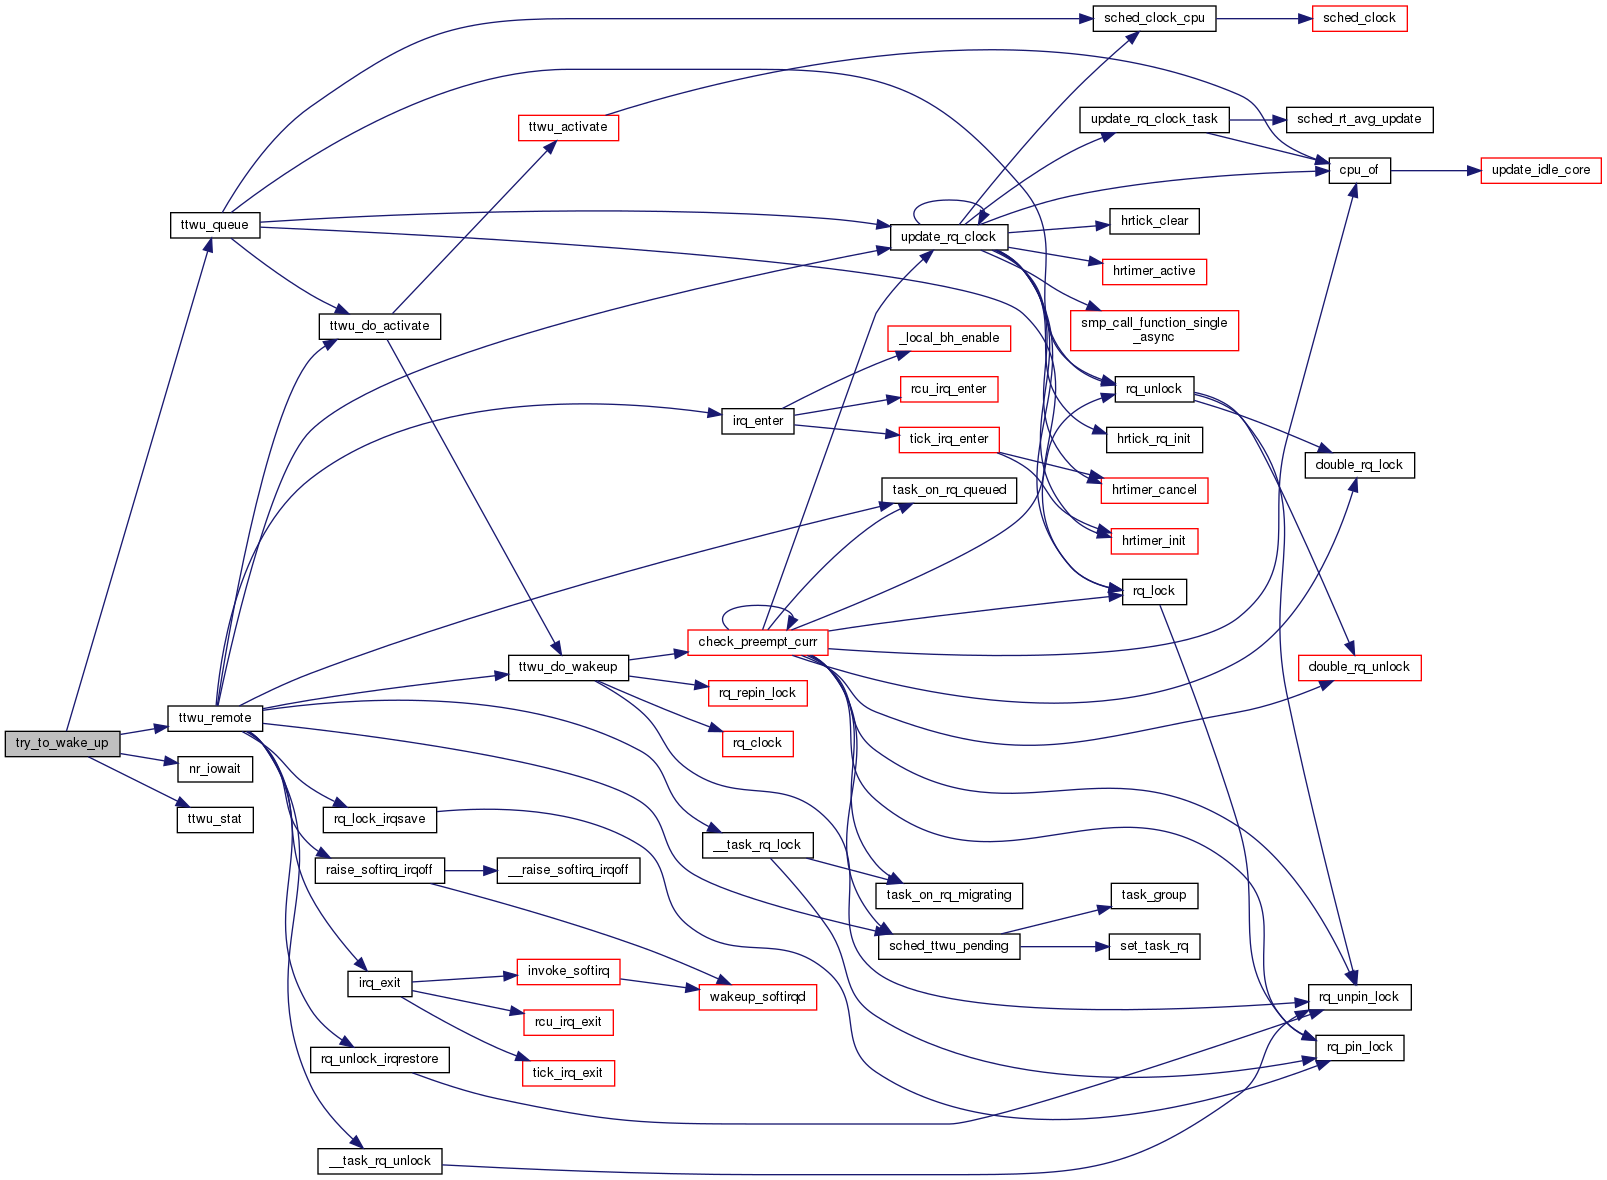 sched_clock_cpu
sched_clock
ttwu_activate
update_rq_clock_task
sched_rt_avg_update
cpu_of
update_idle_core
ttwu_queue
update_rq_clock
hrtick_clear
hrtimer_active
ttwu_do_activate
smp_call_function_single
_async
_local_bh_enable
rcu_irq_enter
rq_unlock
irq_enter
tick_irq_enter
hrtick_rq_init
double_rq_lock
task_on_rq_queued
hrtimer_cancel
hrtimer_init
rq_lock
check_preempt_curr
ttwu_do_wakeup
double_rq_unlock
rq_repin_lock
ttwu_remote
try_to_wake_up
rq_clock
nr_iowait
ttwu_stat
rq_lock_irqsave
__task_rq_lock
raise_softirq_irqoff
__raise_softirq_irqoff
task_on_rq_migrating
task_group
sched_ttwu_pending
set_task_rq
invoke_softirq
irq_exit
wakeup_softirqd
rq_unpin_lock
rcu_irq_exit
rq_pin_lock
rq_unlock_irqrestore
tick_irq_exit
__task_rq_unlock